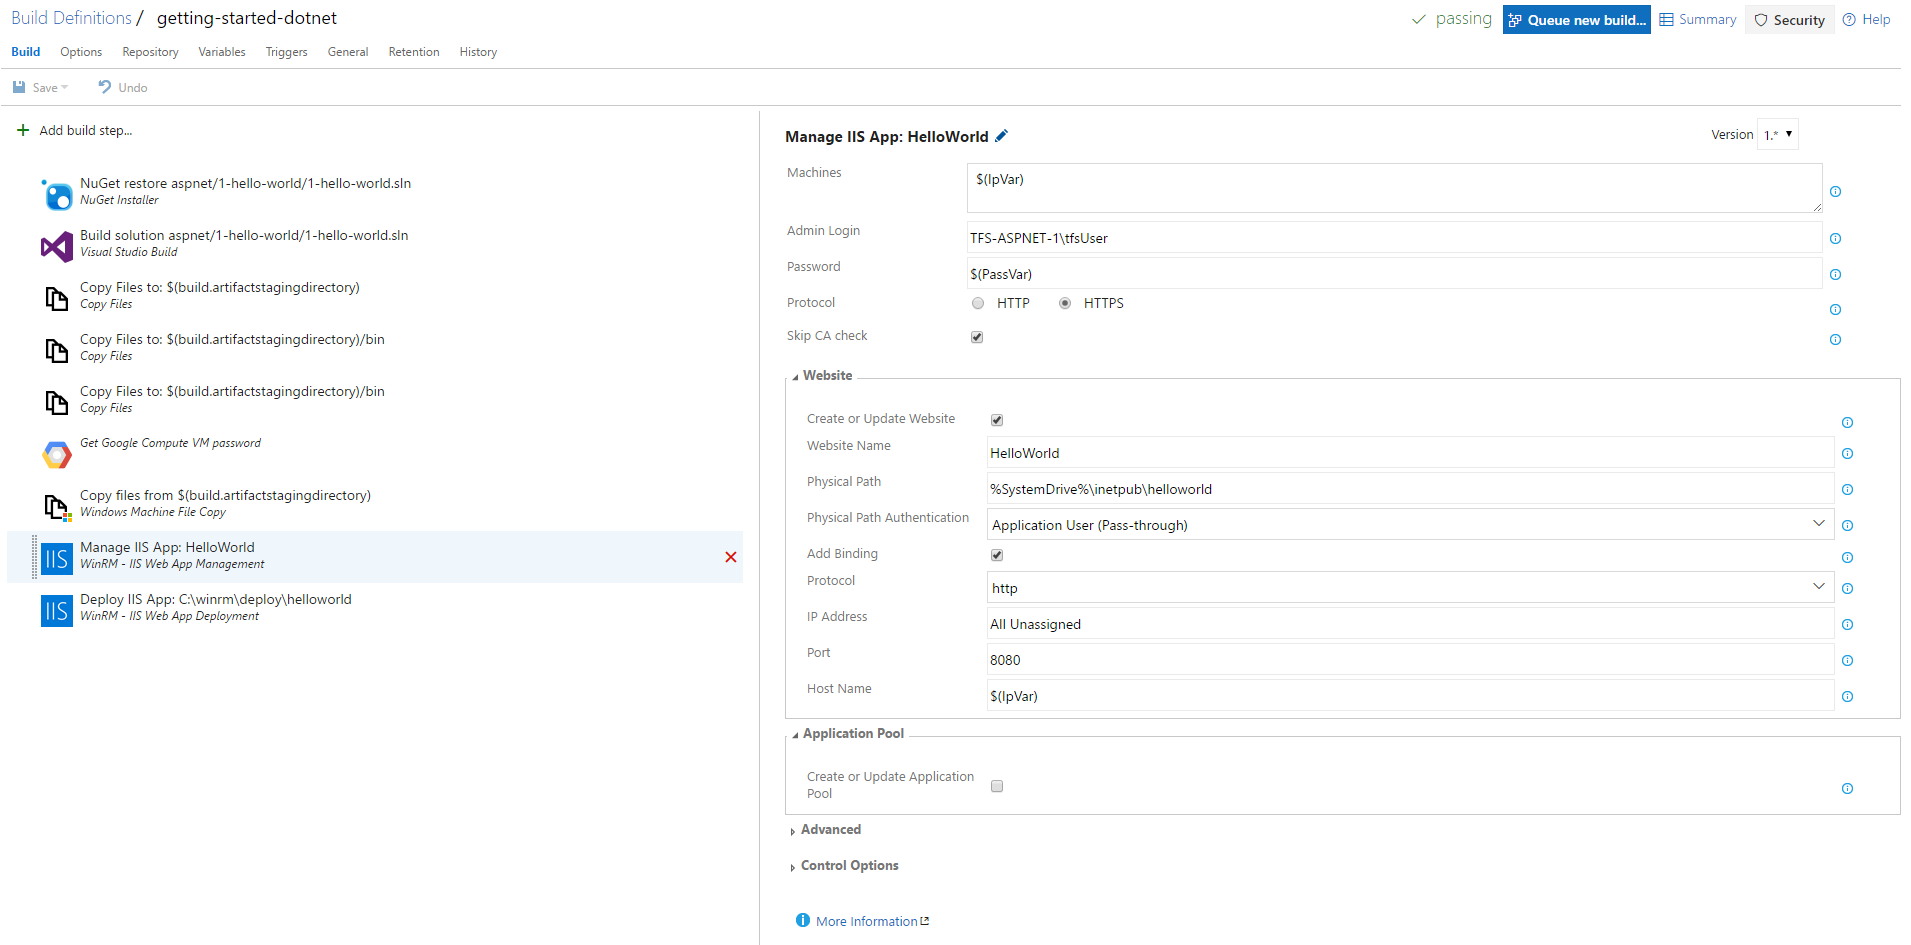 Build Definitions / getting-started-dotnet
passing
Queue new build...
Summary
Security
Help
Build Options Repository Variables Triggers General Retention History
Save Undo
Add build step...
NuGet restore aspnet/1-hello-world/1-hello-world.sln
NuGet Installer
Build solution aspnet/1-hello-world/1-hello-world.sln
Visual Studio Build
Copy Files to: $(build.artifactstagingdirectory)
Copy Files
Copy Files to: $(build.artifactstagingdirectory)/bin
Copy Files
Copy Files to: $(build.artifactstagingdirectory)/bin
Copy Files
Get Google Compute VM password
Copy files from $(build.artifactstagingdirectory)
Windows Machine File Copy
IIS
Manage IIS App: HelloWorld
WinRM - IIS Web App Management
IIS
Deploy IIS App: C:\winrm\deploy\helloworld
WinRM - IIS Web App Deployment
Manage IIS App: HelloWorld
Version 1.*
Machines $(IpVar)
Admin Login TFS-ASPNET-1\tfsUser
Password $(PassVar)
Protocol HTTP HTTPS
Skip CA check
Website
Create or Update Website
Website Name HelloWorld
Physical Path %SystemDrive%\inetpub\helloworld
Physical Path Authentication Application User (Pass-through)
Add Binding
Protocol http
IP Address All Unassigned
Port 8080
Host Name $(IpVar)
Application Pool
Create or Update Application
Pool
Advanced
Control Options
More Information